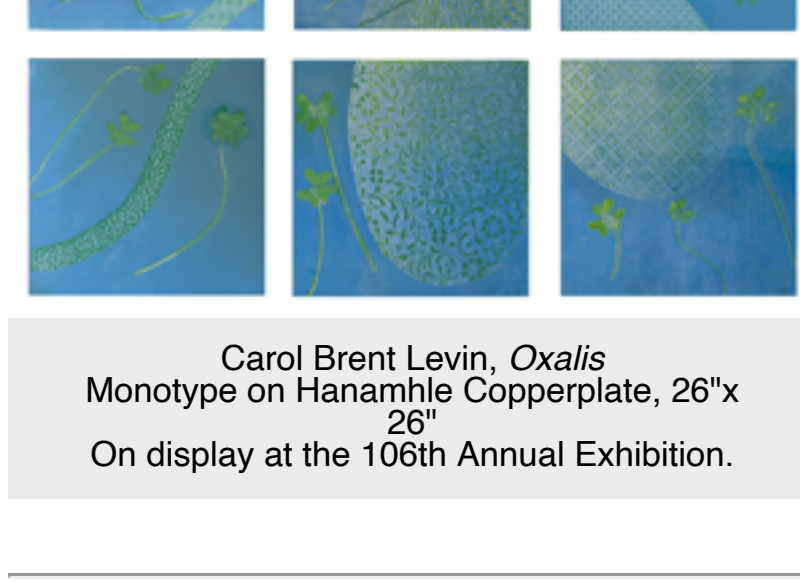 Carol Brent Levin, Oxalis
Monotype on Hanamhle Copperplate, 26"x
26"
On display at the 106th Annual Exhibition.